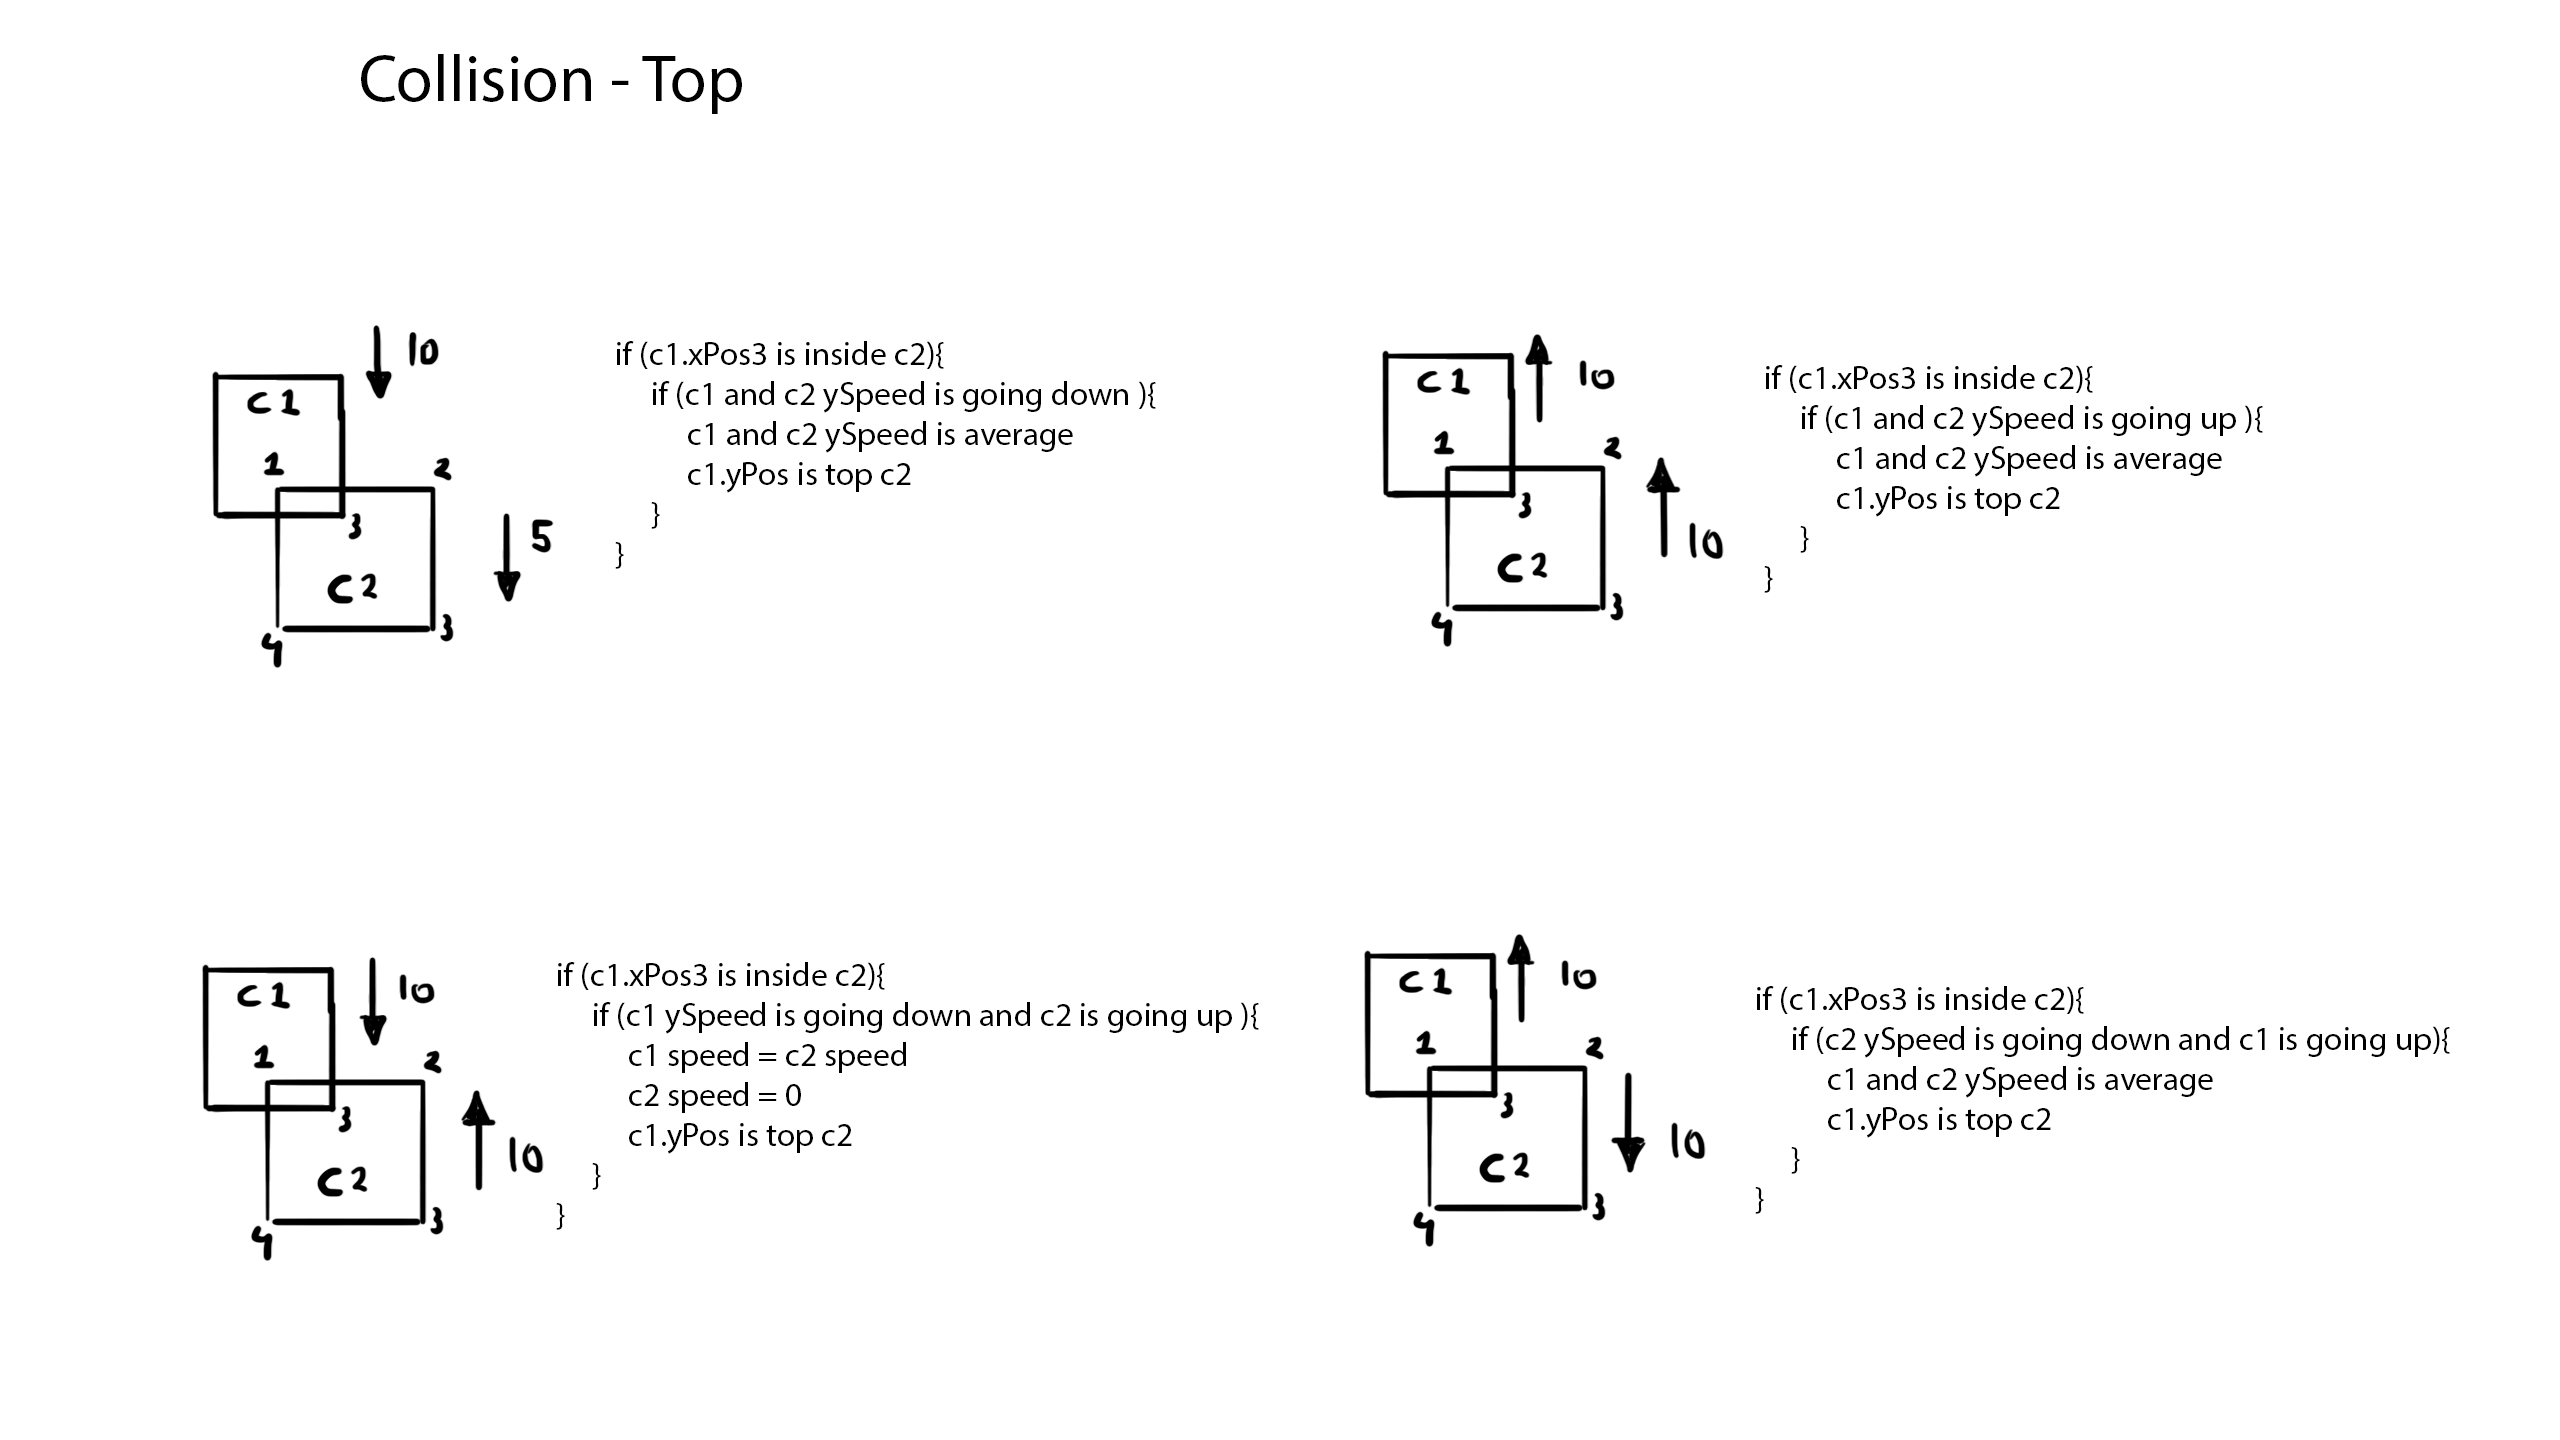 Collision - Top
10
C1
1
2
3
5
C2
4
3
if (c1.xPos3 is inside c2){
if (c1 and c2 ySpeed is going down ){
c1 and c2 ySpeed is average
c1.yPos is top c2
}
}
10
C1
1
2
3
10
C2
4
3
if (c1.xPos3 is inside c2){
if (c1 and c2 ySpeed is going up ){
c1 and c2 ySpeed is average
c1.yPos is top c2
}
}
10
C1
1
2
3
10
C2
4
3
if (c1.xPos3 is inside c2){
if (c1 ySpeed is going down and c2 is going up ){
c1 speed = c2 speed
c2 speed = 0
c1.yPos is top c2
}
}
10
C1
1
2
3
10
C2
4
3
if (c1.xPos3 is inside c2){
if (c2 ySpeed is going down and c1 is going up){
c1 and c2 ySpeed is average
c1.yPos is top c2
}
}